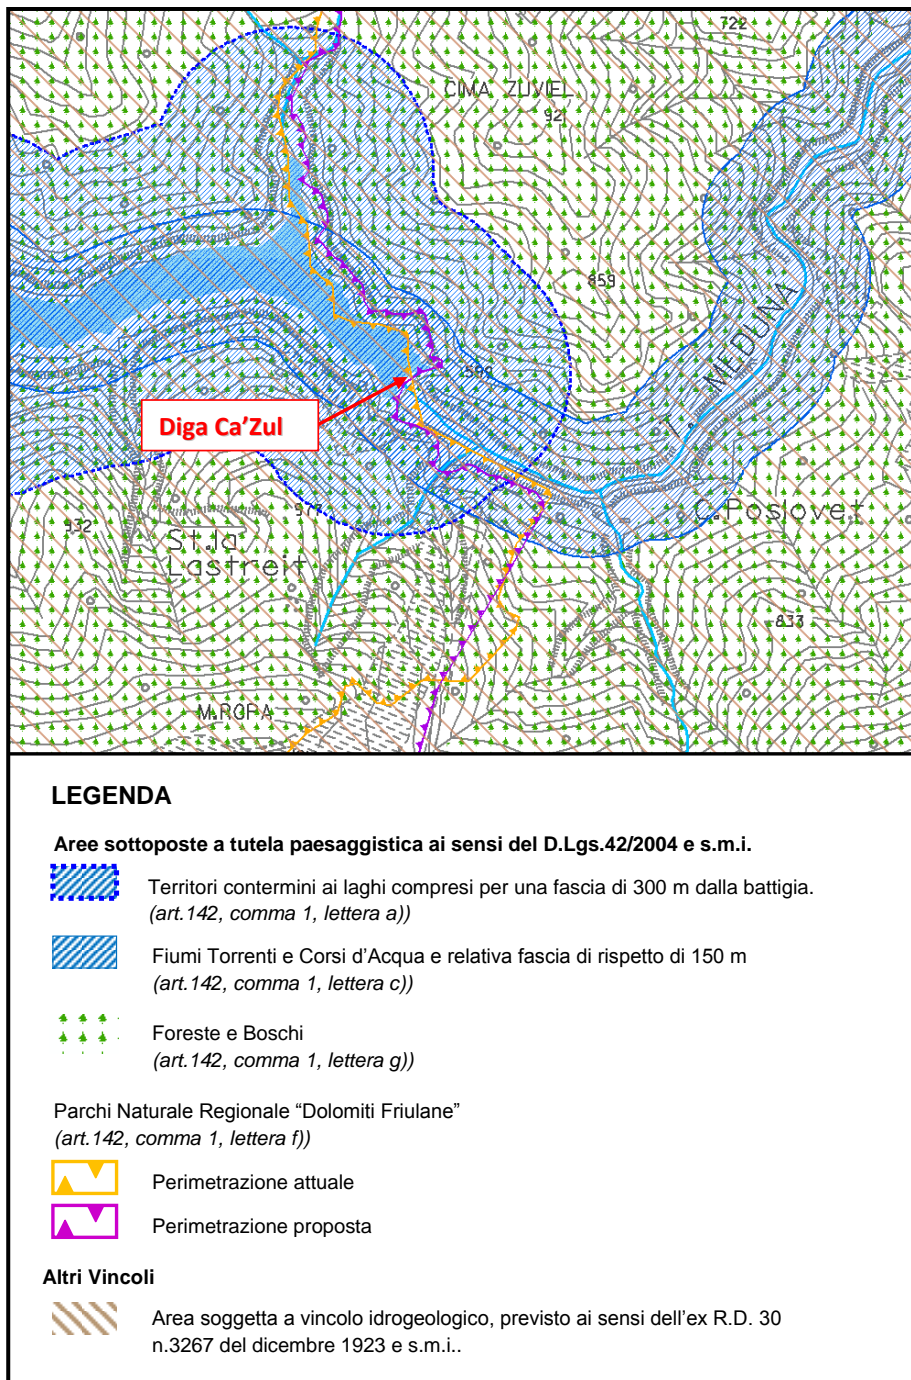 722
CIMA ZUVIEL
92
859
T. MEDUNA
599
Diga Ca'Zul
977
932
St.la
Lastreit
C.Poslovet
833
M.ROPA
LEGENDA
Aree sottoposte a tutela paesaggistica ai sensi del D.Lgs.42/2004 e s.m.i.
Territori contermini ai laghi compresi per una fascia di 300 m dalla battigia.
(art.142, comma 1, lettera a))
Fiumi Torrenti e Corsi d'Acqua e relativa fascia di rispetto di 150 m
(art.142, comma 1, lettera c))
Foreste e Boschi
(art.142, comma 1, lettera g))
Parchi Naturale Regionale “Dolomiti Friulane”
(art.142, comma 1, lettera f))
Perimetrazione attuale
Perimetrazione proposta
Altri Vincoli
Area soggetta a vincolo idrogeologico, previsto ai sensi dell'ex R.D. 30
n.3267 del dicembre 1923 e s.m.i..